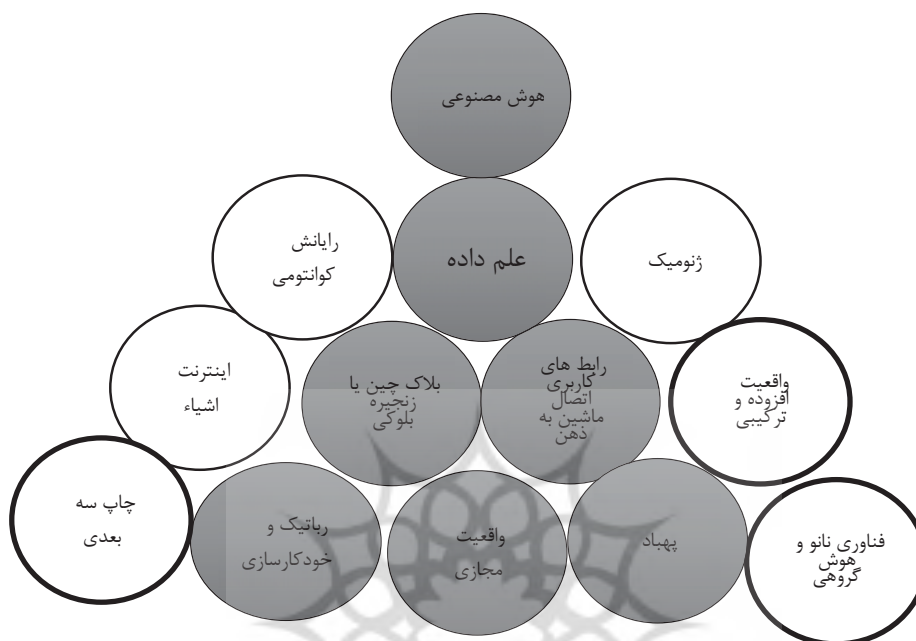 هوش مصنوعی
ژنومیک
علم داده
رایانش
کوانتومی
واقعیت
افزوده و
ترکیبی
رابط های
کاربری
اتصال
ماشین به
ذهن
بلاک چین یا
زنجیره
بلوکی
اینترنت
اشیاء
فناوری نانو و
هوش
گروهی
پهباد
واقعیت
مجازی
رباتیک و
خودکارسازی
چاپ سه
بعدی